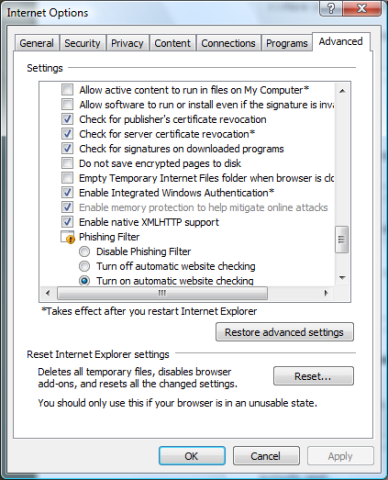 Internet Options
General Security Privacy Content Connections Programs Advanced
Settings
Allow active content to run in files on My Computer*
Allow software to run or install even if the signature is inva
Check for publisher's certificate revocation
Check for server certificate revocation*
Check for signatures on downloaded programs
Do not save encrypted pages to disk
Empty Temporary Internet Files folder when browser is clo
Enable Integrated Windows Authentication*
Enable memory protection to help mitigate online attacks
Enable native XMLHTTP support
Phishing Filter
Disable Phishing Filter
Turn off automatic website checking
Turn on automatic website checking
*Takes effect after you restart Internet Explorer
Restore advanced settings
Reset Internet Explorer settings
Deletes all temporary files, disables browser
add-ons, and resets all the changed settings.
Reset...
You should only use this if your browser is in an unusable state.
OK Cancel Apply